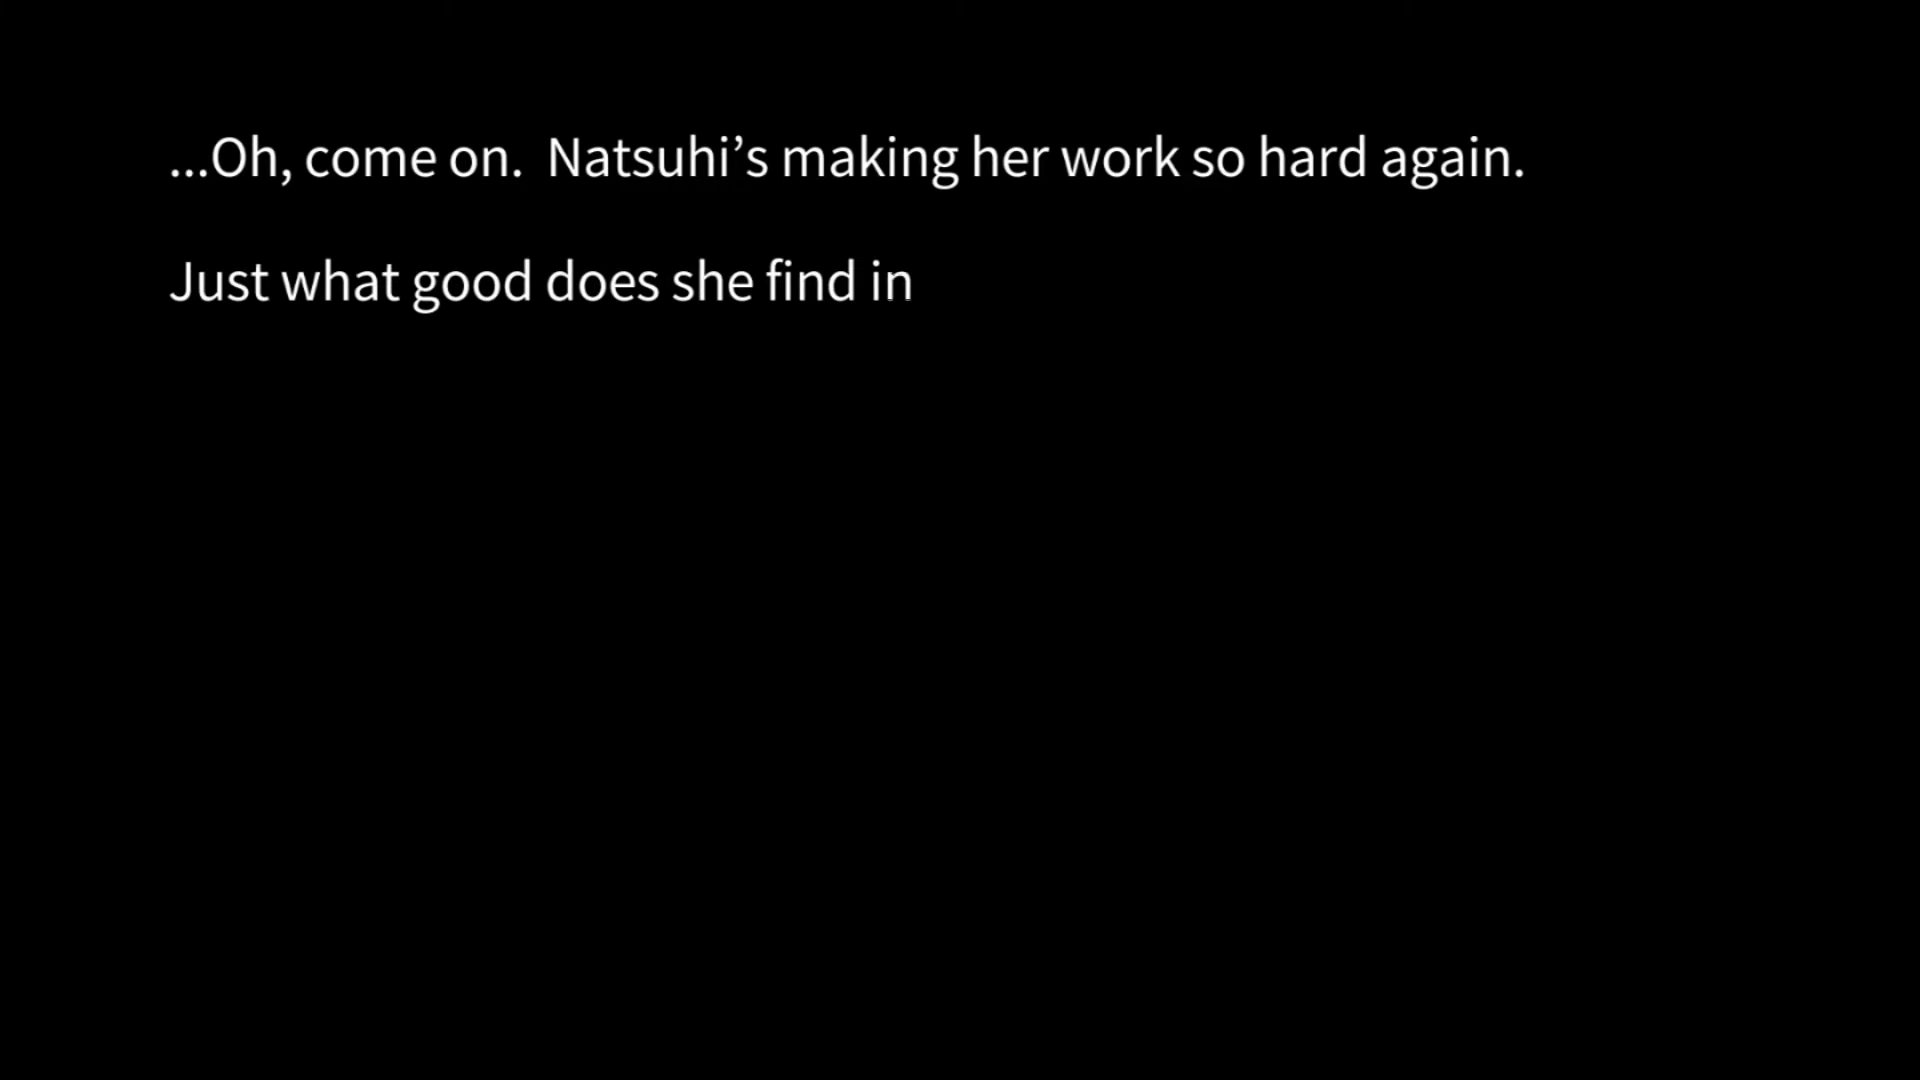 ...Oh, come on.  Natsuhi’s making her work so hard again.
Just what good does she find in